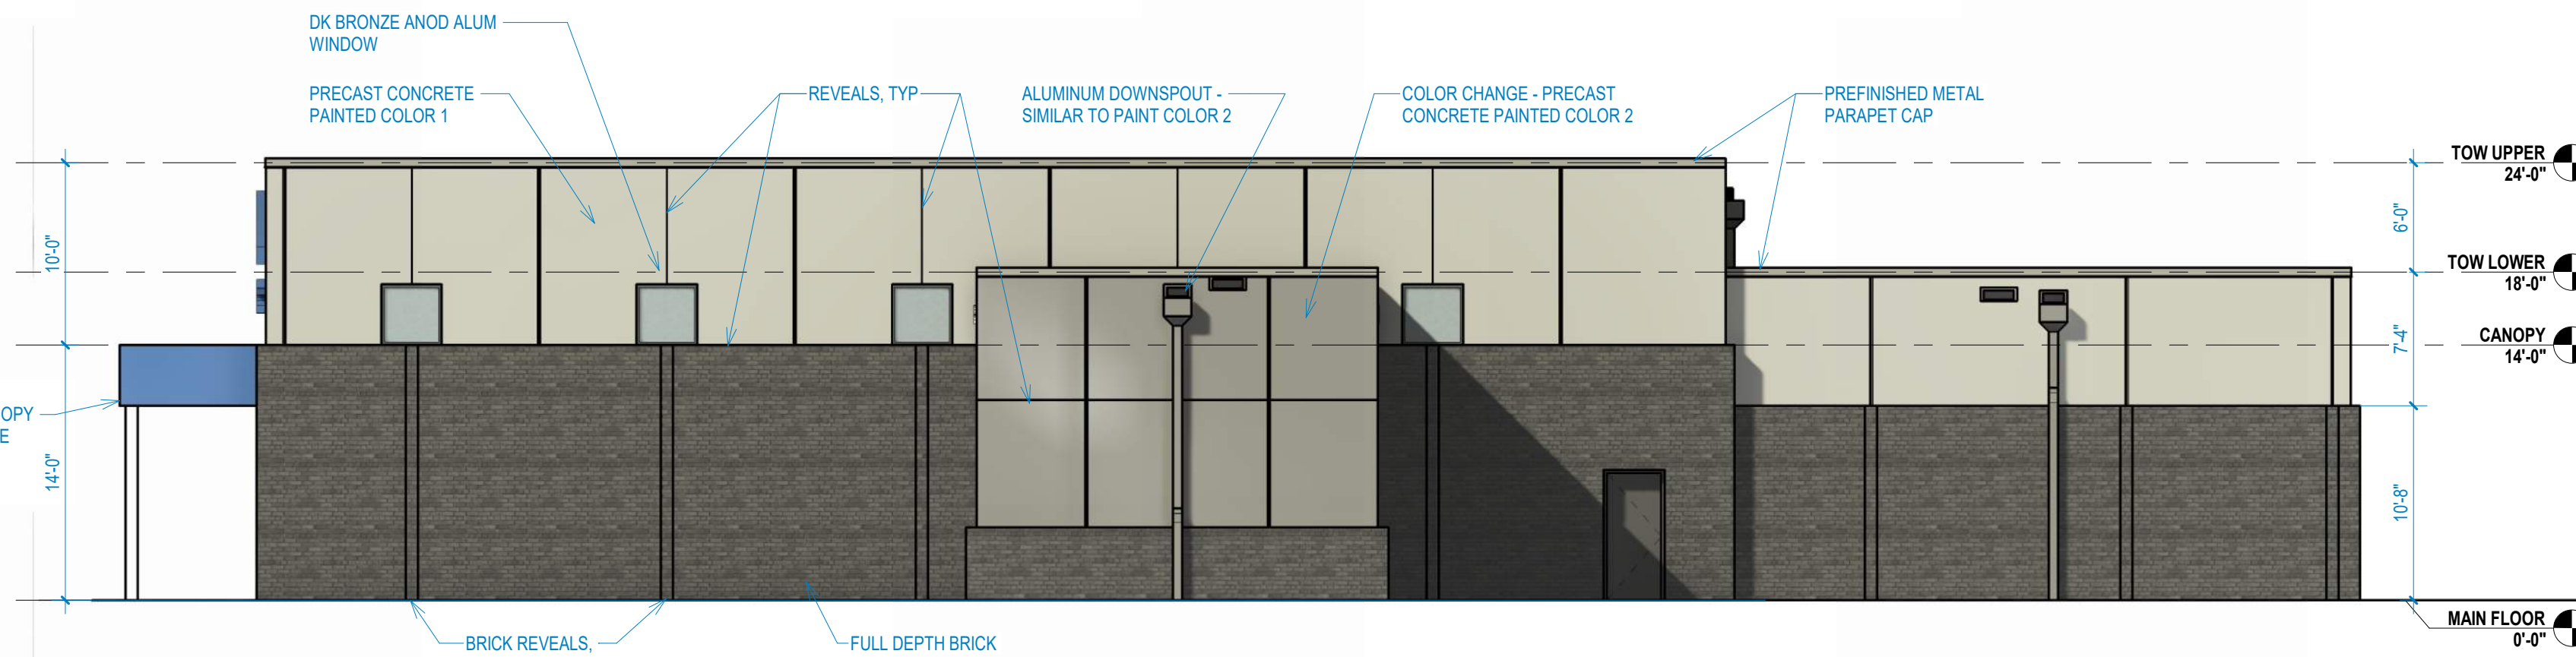 DK BRONZE ANOD ALUM
WINDOW
PRECAST CONCRETE
PAINTED COLOR 1
REVEALS, TYP
ALUMINUM DOWNSPOUT -
SIMILAR TO PAINT COLOR 2
COLOR CHANGE - PRECAST
CONCRETE PAINTED COLOR 2
PREFINISHED METAL
PARAPET CAP
TOW UPPER
24'-0"
10'-0"
6'-0"
TOW LOWER
18'-0"
7'-4"
CANOPY
14'-0"
OPY
E
14'-0"
10'-8"
MAIN FLOOR
0'-0"
BRICK REVEALS,
FULL DEPTH BRICK